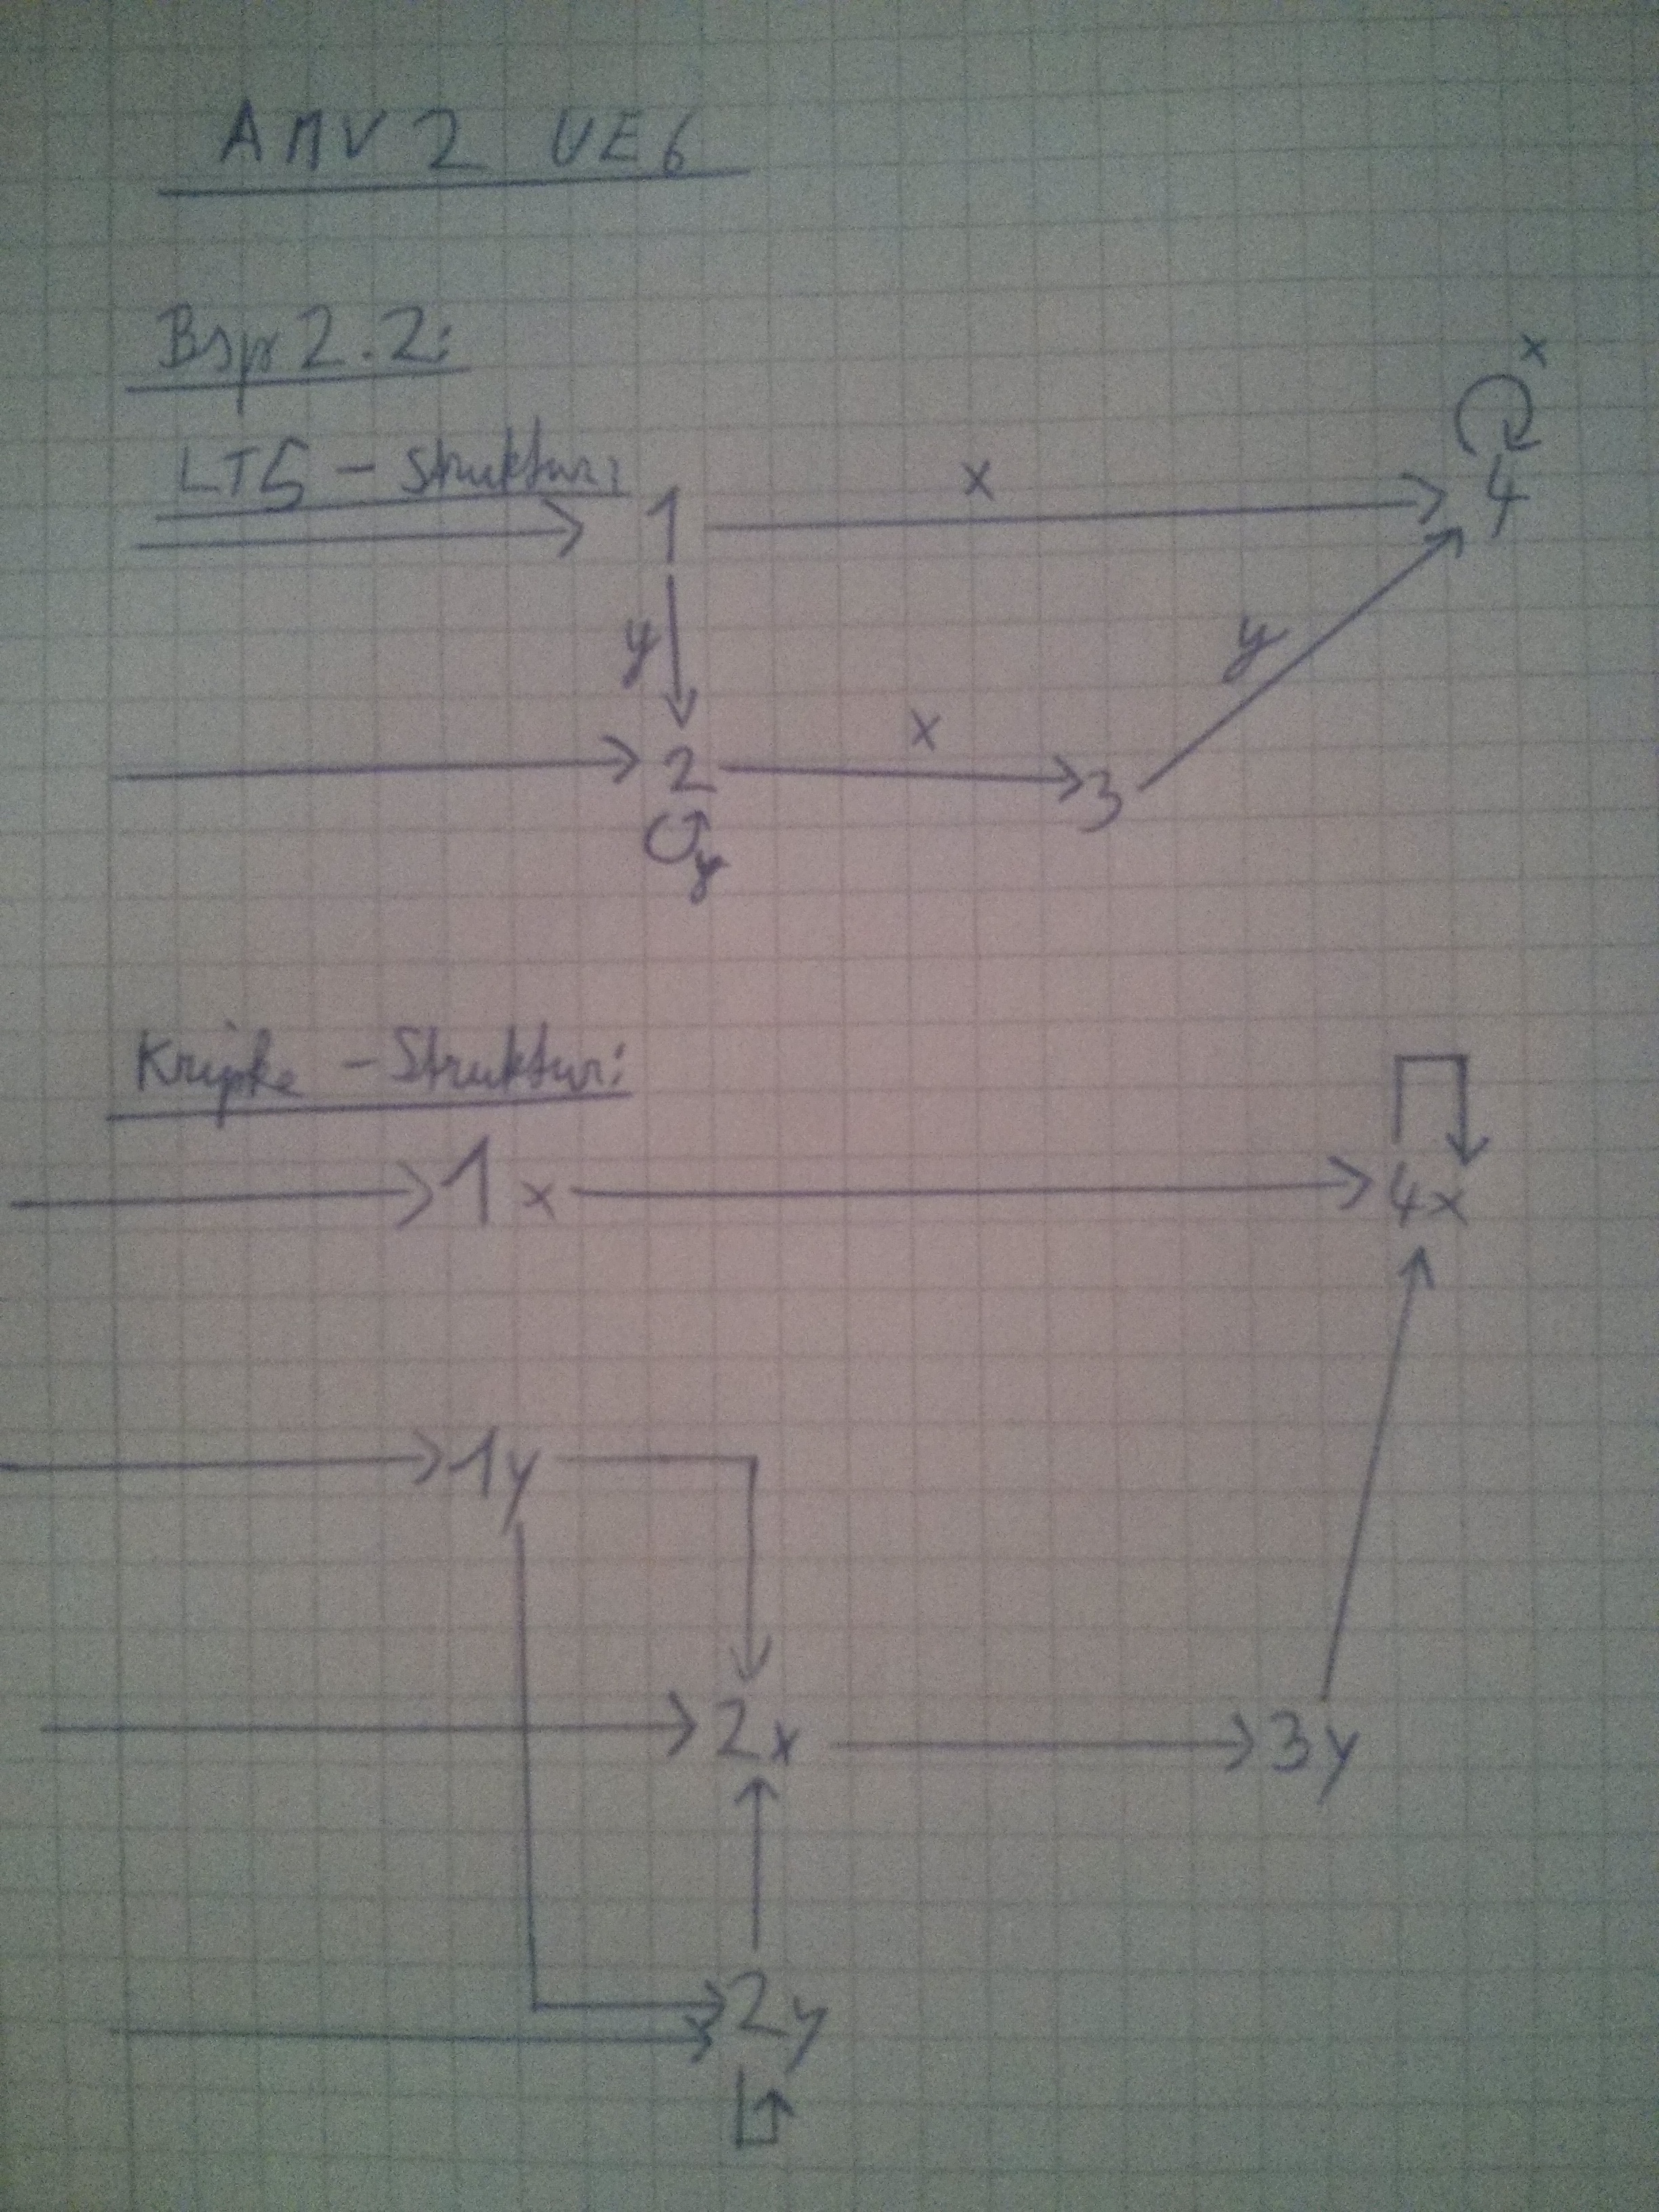 AMV 2 UE6
Bsp 2.2:
LTS - Struktur:
x
1 x 4
y y
2 x 3
y
Kripke - Struktur:
1x 4x
1y
2x 3y
2y